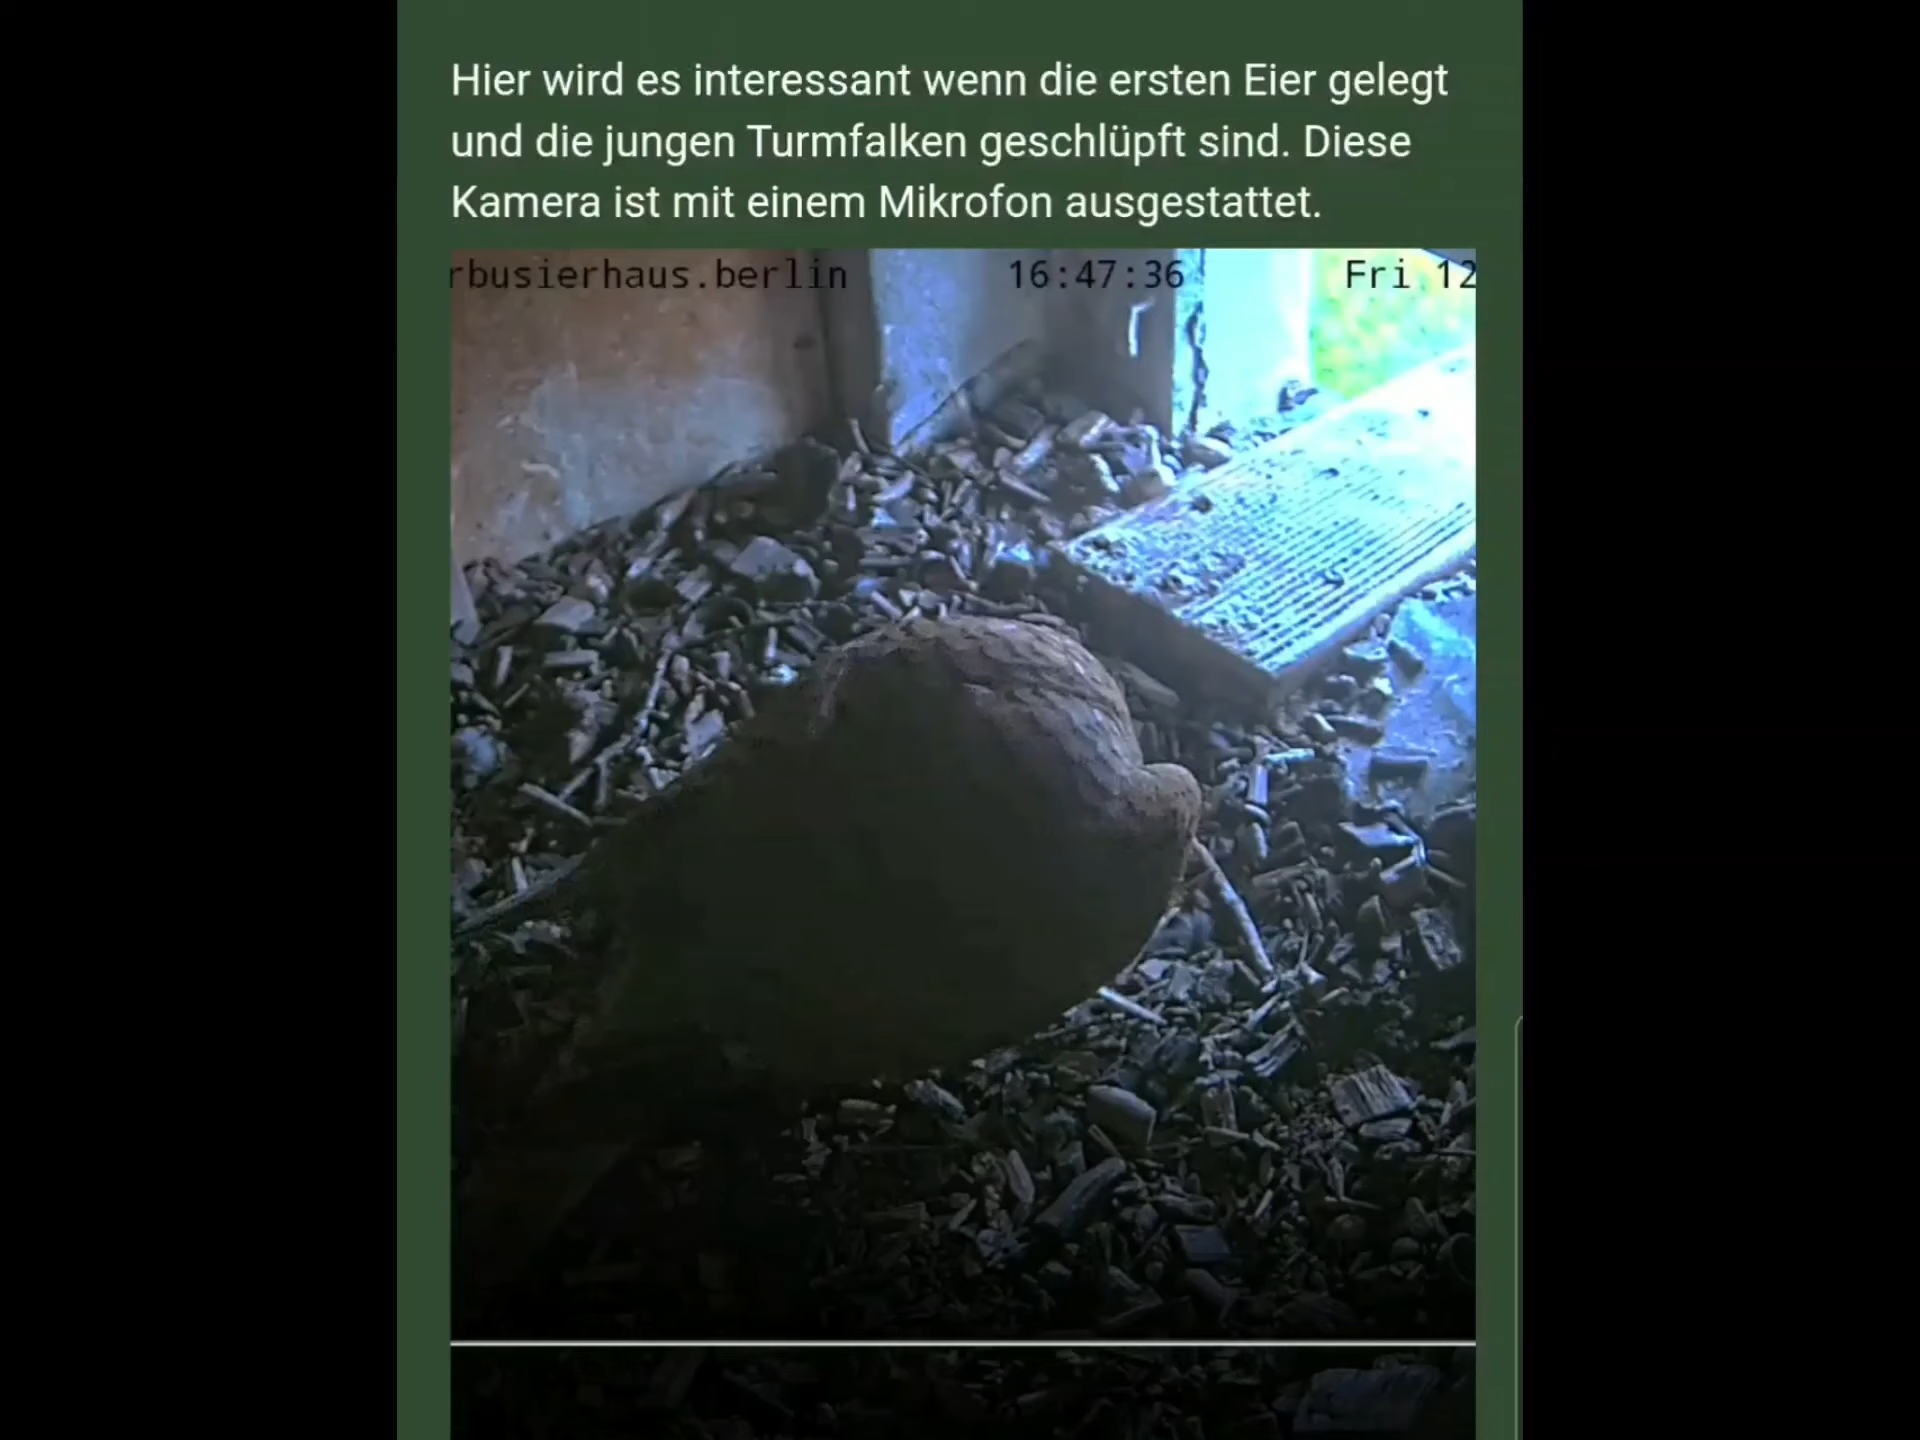 Hier wird es interessant wenn die ersten Eier gelegt
und die jungen Turmfalken geschlüpft sind. Diese
Kamera ist mit einem Mikrofon ausgestattet.
rbusierhaus.berlin 16:47:36 Fri 12